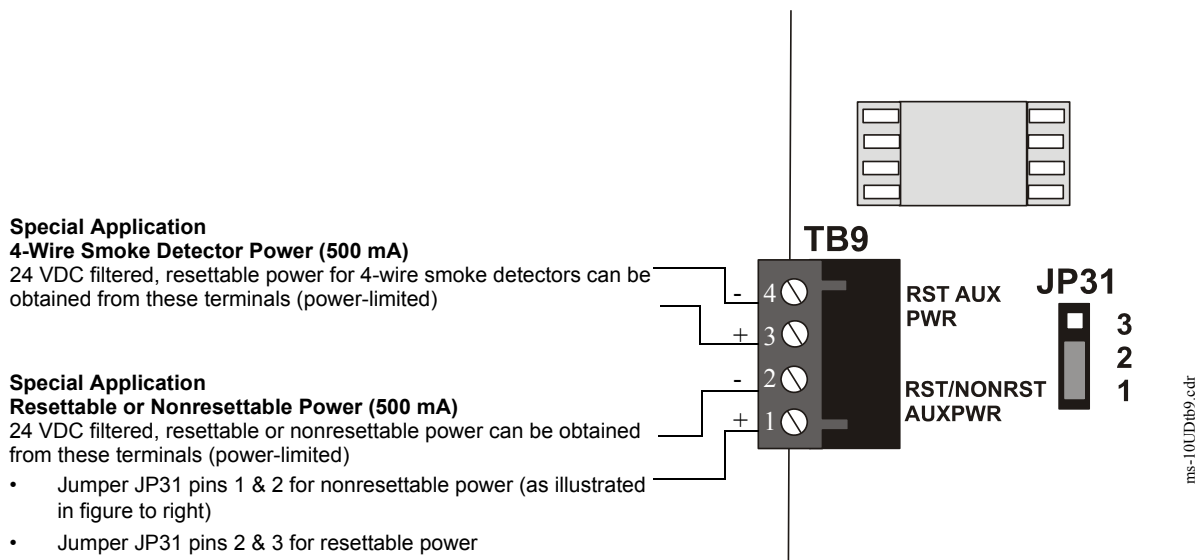 Special Application
4-Wire Smoke Detector Power (500 mA)
24 VDC filtered, resettable power for 4-wire smoke detectors can be
obtained from these terminals (power-limited)
Special Application
Resettable or Nonresettable Power (500 mA)
24 VDC filtered, resettable or nonresettable power can be obtained
from these terminals (power-limited)
• Jumper JP31 pins 1 & 2 for nonresettable power (as illustrated
in figure to right)
• Jumper JP31 pins 2 & 3 for resettable power
TB9
- 4
+ 3
- 2
+ 1
RST AUX
PWR
RST/NONRST
AUXPWR
JP31
3
2
1
ms-10UDtb9.cdr